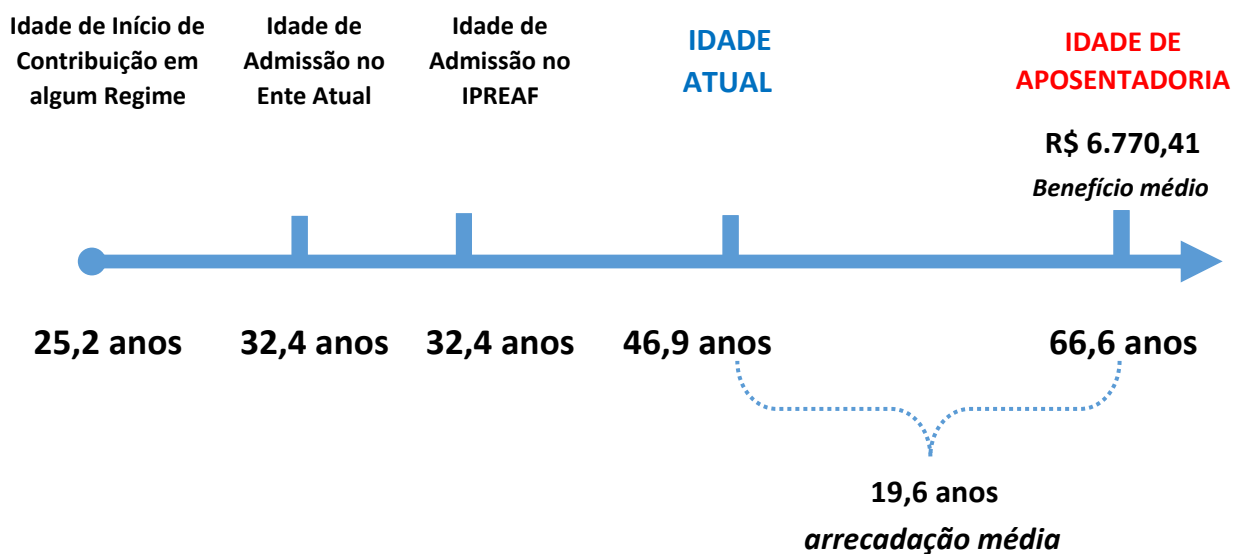 Idade de Início de
Contribuição em
algum Regime
Idade de
Admissão no
Ente Atual
Idade de
Admissão no
IPREAF
IDADE
ATUAL
IDADE DE
APOSENTADORIA
R$ 6.770,41
Benefício médio
25,2 anos
32,4 anos
32,4 anos
46,9 anos
66,6 anos
19,6 anos
arrecadação média